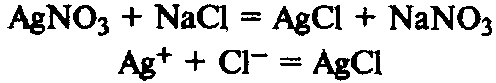 AgNO₃ + NaCl = AgCl + NaNO₃
Ag⁺ + Cl⁻ = AgCl